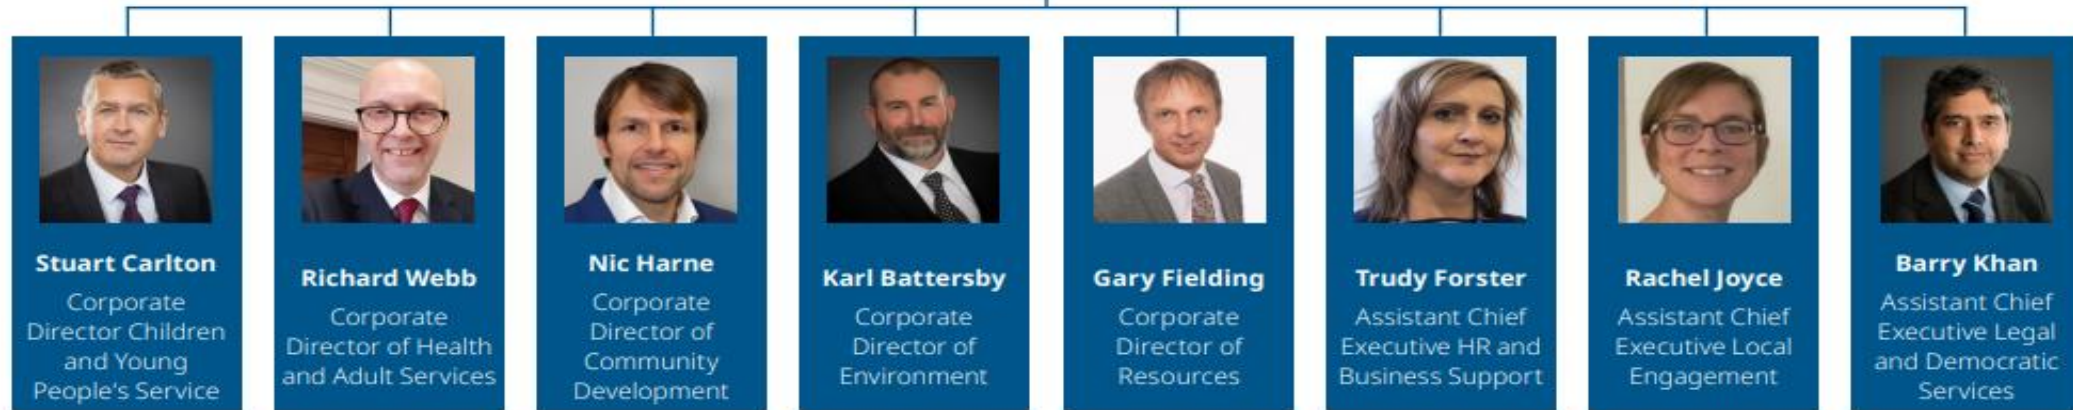 Stuart Carlton
Corporate
Director Children
and Young
People's Service
Richard Webb
Corporate
Director of Health
and Adult Services
Nic Harne
Corporate
Director of
Community
Development
Karl Battersby
Corporate
Director of
Environment
Gary Fielding
Corporate
Director of
Resources
Trudy Forster
Assistant Chief
Executive HR and
Business Support
Rachel Joyce
Assistant Chief
Executive Local
Engagement
Barry Khan
Assistant Chief
Executive Legal
and Democratic
Services